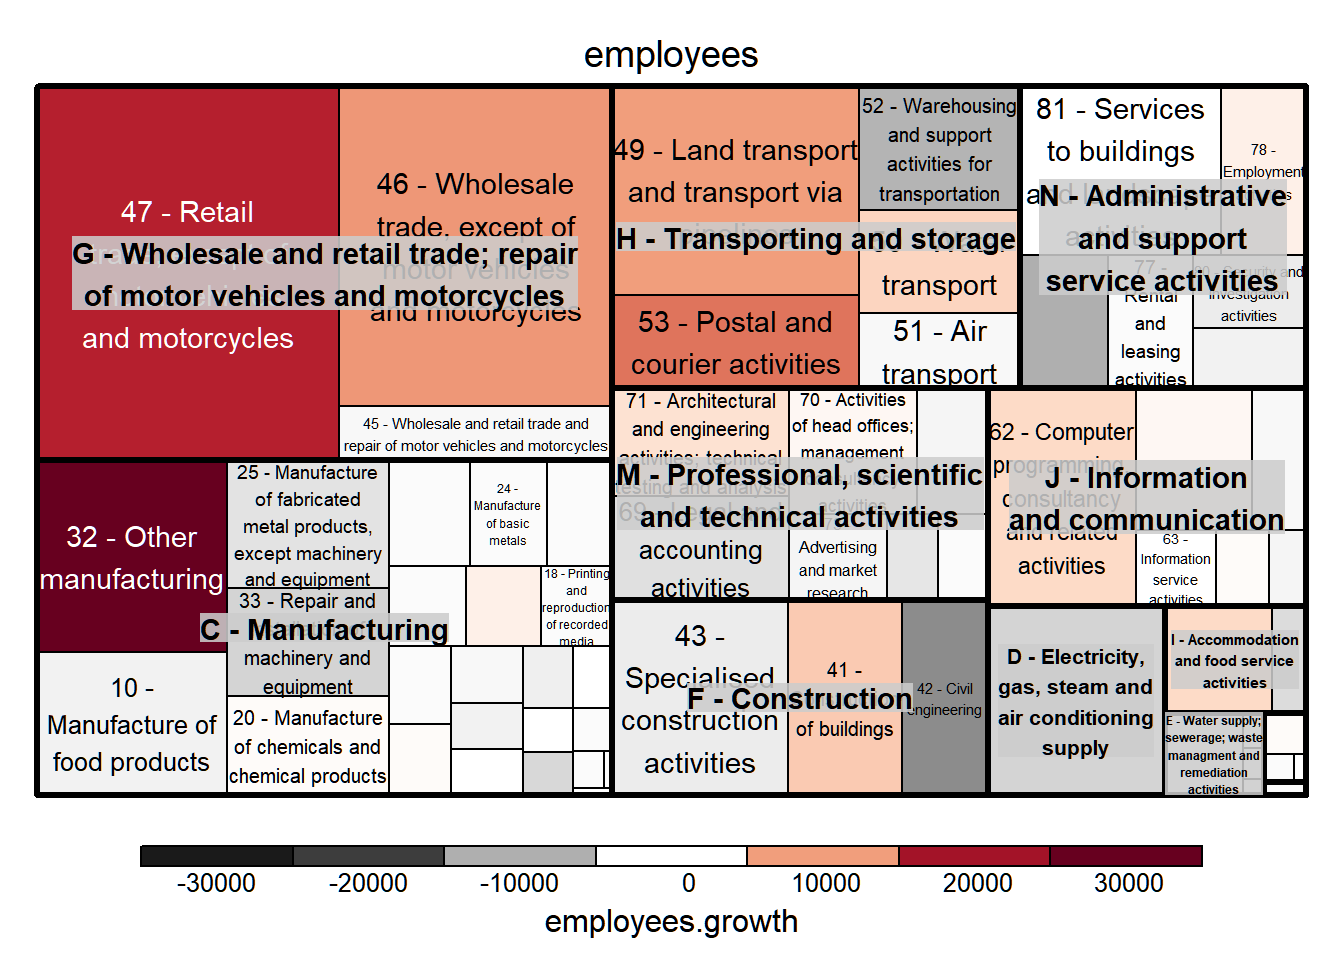 employees
47 - Retail
and motorcycles
46 - Wholesale
trade, except of
motor vehicles
and motorcycles
G - Wholesale and retail trade; repair
of motor vehicles and motorcycles
45 - Wholesale and retail trade and
repair of motor vehicles and motorcycles
49 - Land transport
and transport via
pipelines
52 - Warehousing
and support
activities for
transportation
H - Transporting and storage
transport
53 - Postal and
courier activities
51 - Air
transport
81 - Services
to buildings
78 -
Employment
N - Administrative
and support
service activities
77 -
Rental
and
leasing
activities
investigation
activities
32 - Other
manufacturing
25 - Manufacture
of fabricated
metal products,
except machinery
and equipment
24 -
Manufacture
of basic
metals
18 - Printing
and
reproduction
of recorded
media
33 - Repair and
machinery and
equipment
C - Manufacturing
10 -
Manufacture of
food products
20 - Manufacture
of chemicals and
chemical products
71 - Architectural
and engineering
activities; technical
testing and analysis
70 - Activities
of head offices;
management
M - Professional, scientific
and technical activities
69 - Legal and
accounting
activities
Advertising
and market
research
62 - Computer
programming,
consultancy
and related
activities
J - Information
and communication
63 -
Information
service
activities
43 -
Specialised
construction
activities
41 -
of buildings
42 - Civil
engineering
F - Construction
D - Electricity,
gas, steam and
air conditioning
supply
I - Accommodation
and food service
activities
E - Water supply;
sewerage; waste
managment and
remediation
activities
-30000 -20000 -10000 0 10000 20000 30000
employees.growth